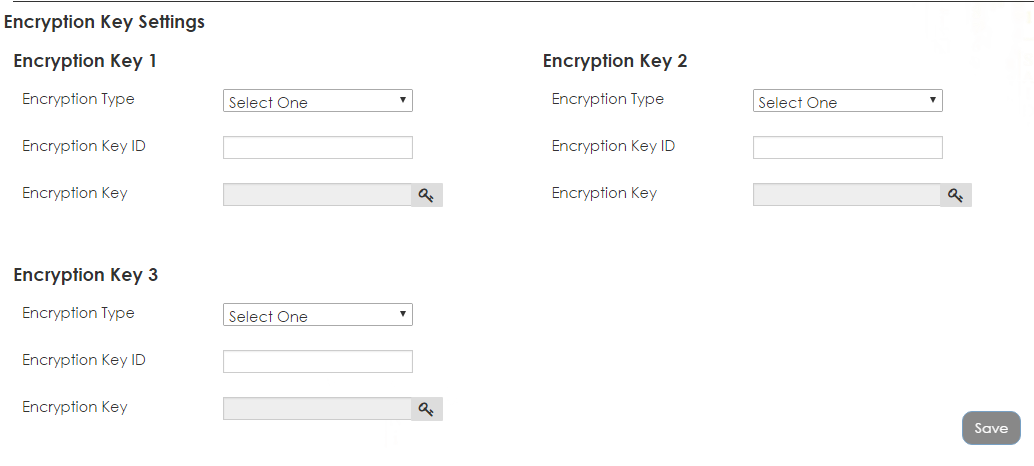 Encryption Key Settings
Encryption Key 1
Encryption Type
Select One
Encryption Key ID
Encryption Key
Encryption Key 2
Encryption Type
Select One
Encryption Key ID
Encryption Key
Encryption Key 3
Encryption Type
Select One
Encryption Key ID
Encryption Key
Save